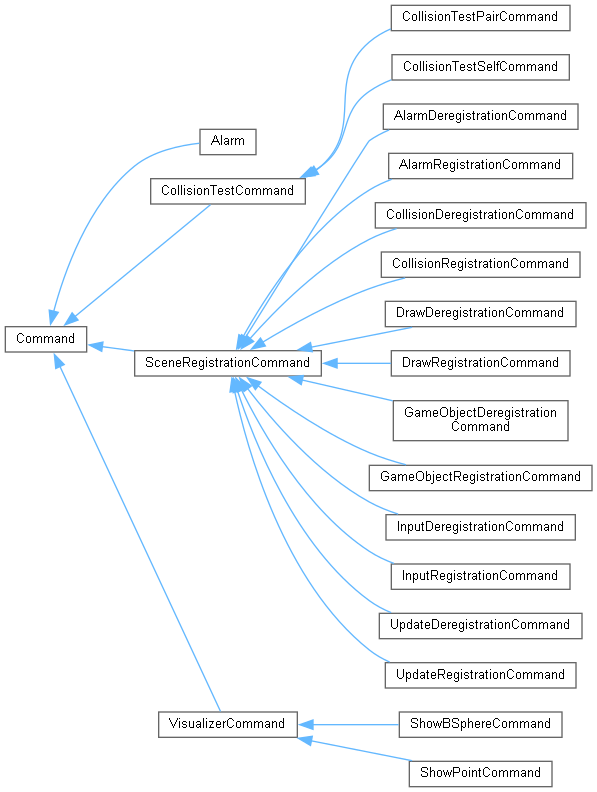 CollisionTestPairCommand
CollisionTestSelfCommand
AlarmDeregistrationCommand
Alarm
AlarmRegistrationCommand
CollisionTestCommand
CollisionDeregistrationCommand
CollisionRegistrationCommand
DrawDeregistrationCommand
Command
SceneRegistrationCommand
DrawRegistrationCommand
GameObjectDeregistration
Command
GameObjectRegistrationCommand
InputDeregistrationCommand
InputRegistrationCommand
UpdateDeregistrationCommand
UpdateRegistrationCommand
VisualizerCommand
ShowBSphereCommand
ShowPointCommand